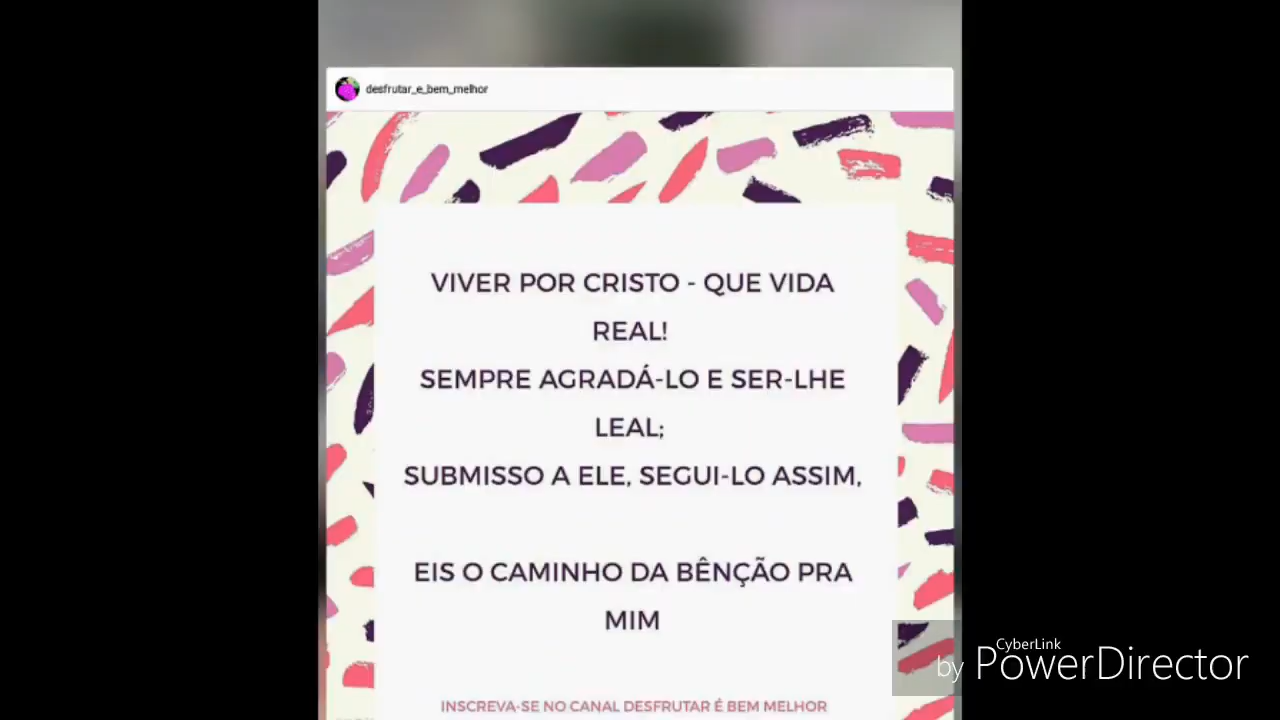 desfrutar_e_bem_melhor
VIVER POR CRISTO - QUE VIDA
REAL!
SEMPRE AGRADÁ-LO E SER-LHE
LEAL;
SUBMISSO A ELE, SEGUI-LO ASSIM,
EIS O CAMINHO DA BÊNÇÃO PRA
MIM
INSCREVA-SE NO CANAL DESFRUTAR É BEM MELHOR
CyberLink
by PowerDirector